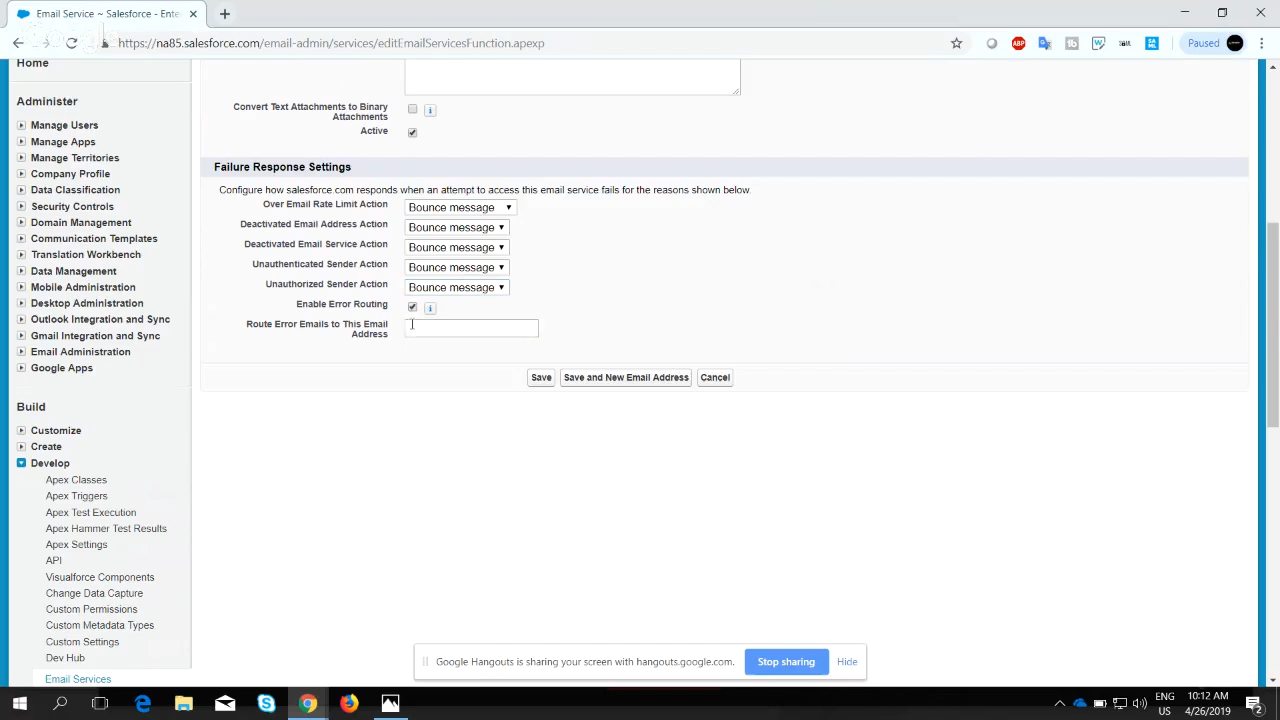 Email Service ~ Salesforce - Ente
https://na85.salesforce.com/email-admin/services/editEmailServicesFunction.apexp
ABP
Paused
Home
Administer
Manage Users
Manage Apps
Manage Territories
Company Profile
Data Classification
Security Controls
Domain Management
Communication Templates
Translation Workbench
Data Management
Mobile Administration
Desktop Administration
Outlook Integration and Sync
Gmail Integration and Sync
Email Administration
Google Apps
Build
Customize
Create
Develop
Apex Classes
Apex Triggers
Apex Test Execution
Apex Hammer Test Results
Apex Settings
API
Visualforce Components
Change Data Capture
Custom Permissions
Custom Metadata Types
Custom Settings
Dev Hub
Email Services
Convert Text Attachments to Binary
Attachments
Active
Failure Response Settings
Configure how salesforce.com responds when an attempt to access this email service fails for the reasons shown below.
Over Email Rate Limit Action Bounce message
Deactivated Email Address Action Bounce message
Deactivated Email Service Action Bounce message
Unauthenticated Sender Action Bounce message
Unauthorized Sender Action Bounce message
Enable Error Routing
Route Error Emails to This Email
Address
Save Save and New Email Address Cancel
Google Hangouts is sharing your screen with hangouts.google.com. Stop sharing Hide
ENG
US
10:12 AM
4/26/2019
2